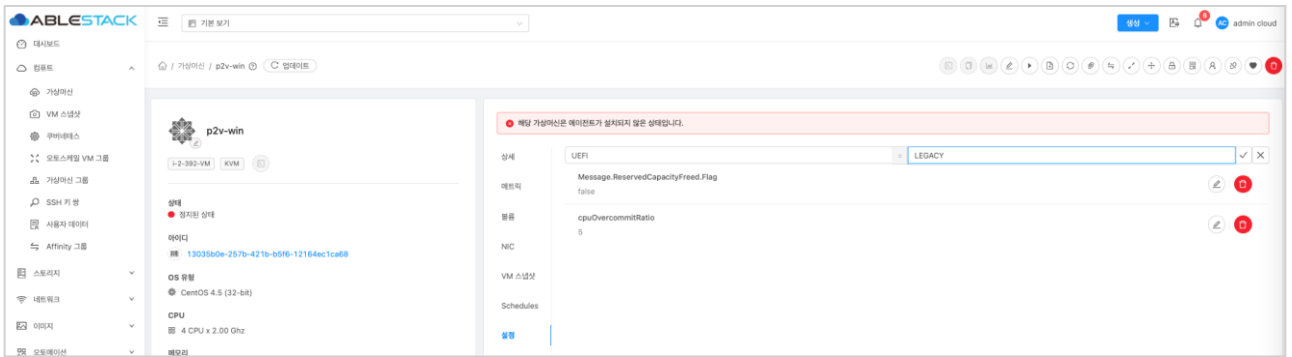 ABLESTACK
기본 보기
생성
8
AC admin cloud
대시보드
컴퓨트
가상머신
VM 스냅샷
쿠버네테스
오토스케일 VM 그룹
가상머신 그룹
SSH 키 쌍
사용자 데이터
Affinity 그룹
스토리지
네트워크
이미지
오토메이션
/ 가상머신 / p2v-win
업데이트
p2v-win
i-2-392-VM
KVM
상태
정지된 상태
아이디
13035b0e-257b-421b-b5f6-12164ec1ca68
OS 유형
CentOS 4.5 (32-bit)
CPU
4 CPU x 2.00 Ghz
메모리
해당 가상머신은 에이전트가 설치되지 않은 상태입니다.
상세
메트릭
볼륨
NIC
VM 스냅샷
Schedules
설정
UEFI = LEGACY
Message.ReservedCapacityFreed.Flag
false
cpuOvercommitRatio
5